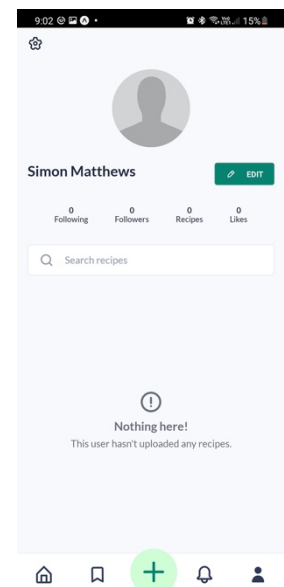 9:02
15%
Simon Matthews
EDIT
0 0 0 0
Following Followers Recipes Likes
Search recipes
Nothing here!
This user hasn't uploaded any recipes.